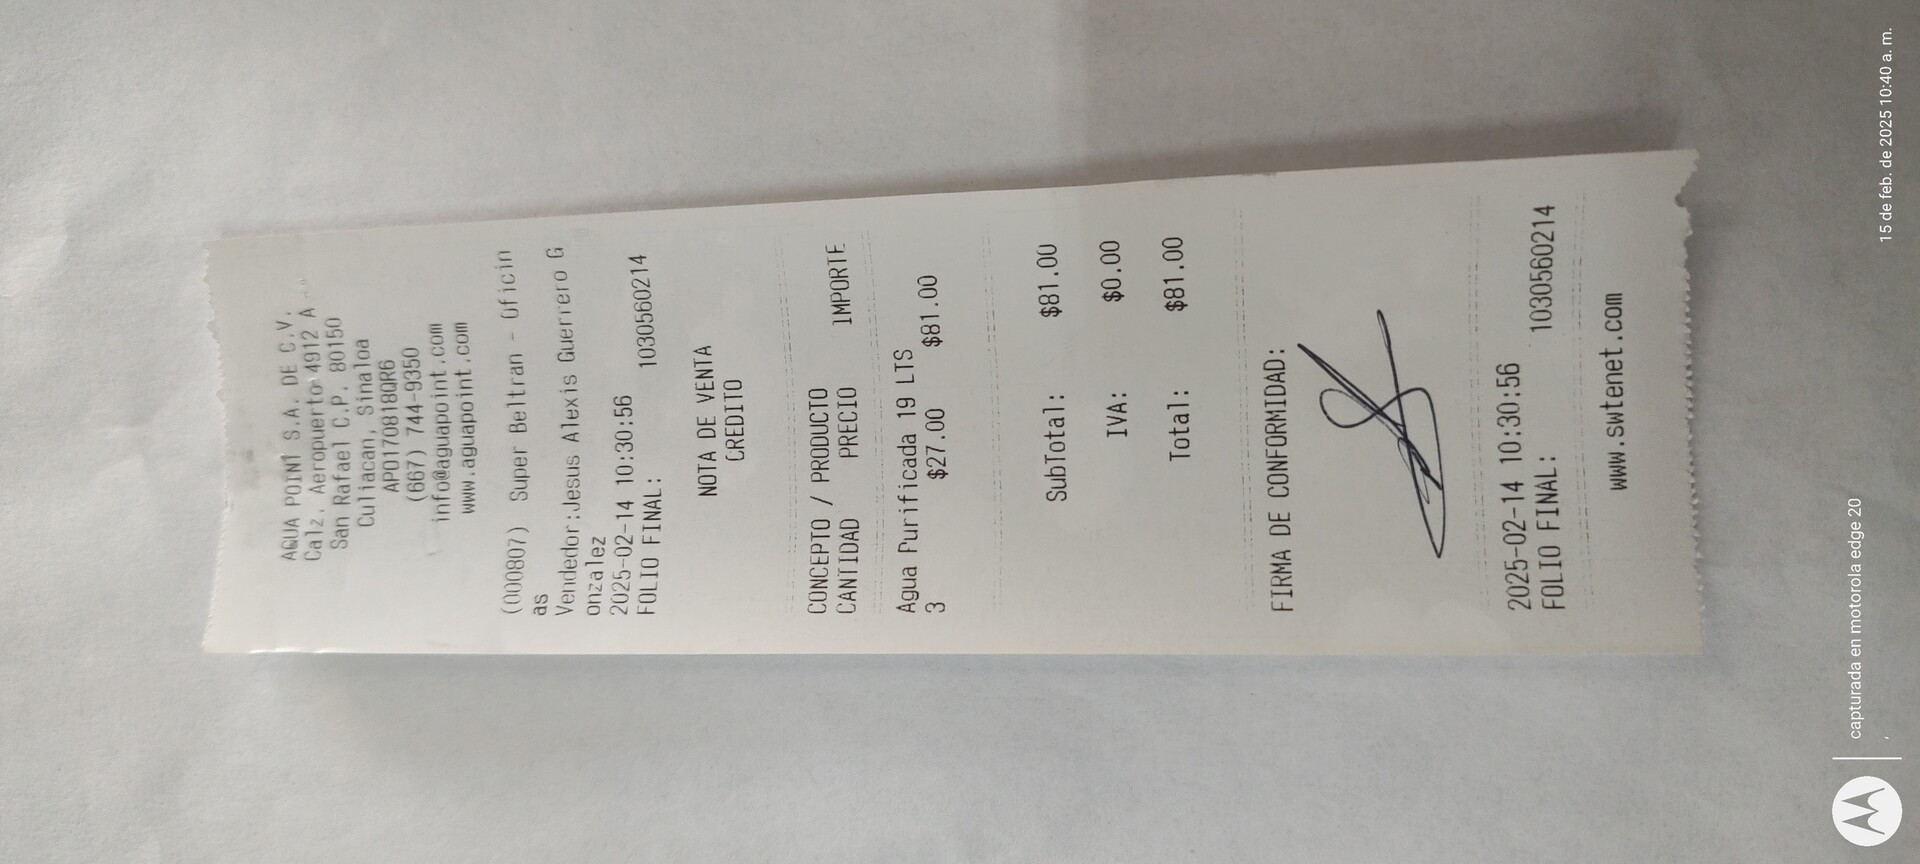 AGUA POINT S.A. DE C.V.
Calz. Aeropuerto 4912 A
San Rafael C.P. 80150
Culiacan, Sinaloa
APO170818QR6
(667) 744-9350
info@aguapoint.com
www.aguapoint.com
(000807) Super Beltran - Oficin
as
Vendedor:Jesus Alexis Guerrero G
onzalez
2025-02-14 10:30:56
FOLIO FINAL: 1030560214
NOTA DE VENTA
CREDITO
CONCEPTO / PRODUCTO
CANTIDAD PRECIO IMPORTE
Agua Purificada 19 LTS
3 $27.00 $81.00
SubTotal: $81.00
IVA: $0.00
Total: $81.00
FIRMA DE CONFORMIDAD:
2025-02-14 10:30:56
FOLIO FINAL: 1030560214
www.swtenet.com
capturada en motorola edge 20
15 de feb. de 2025 10:40 a. m.